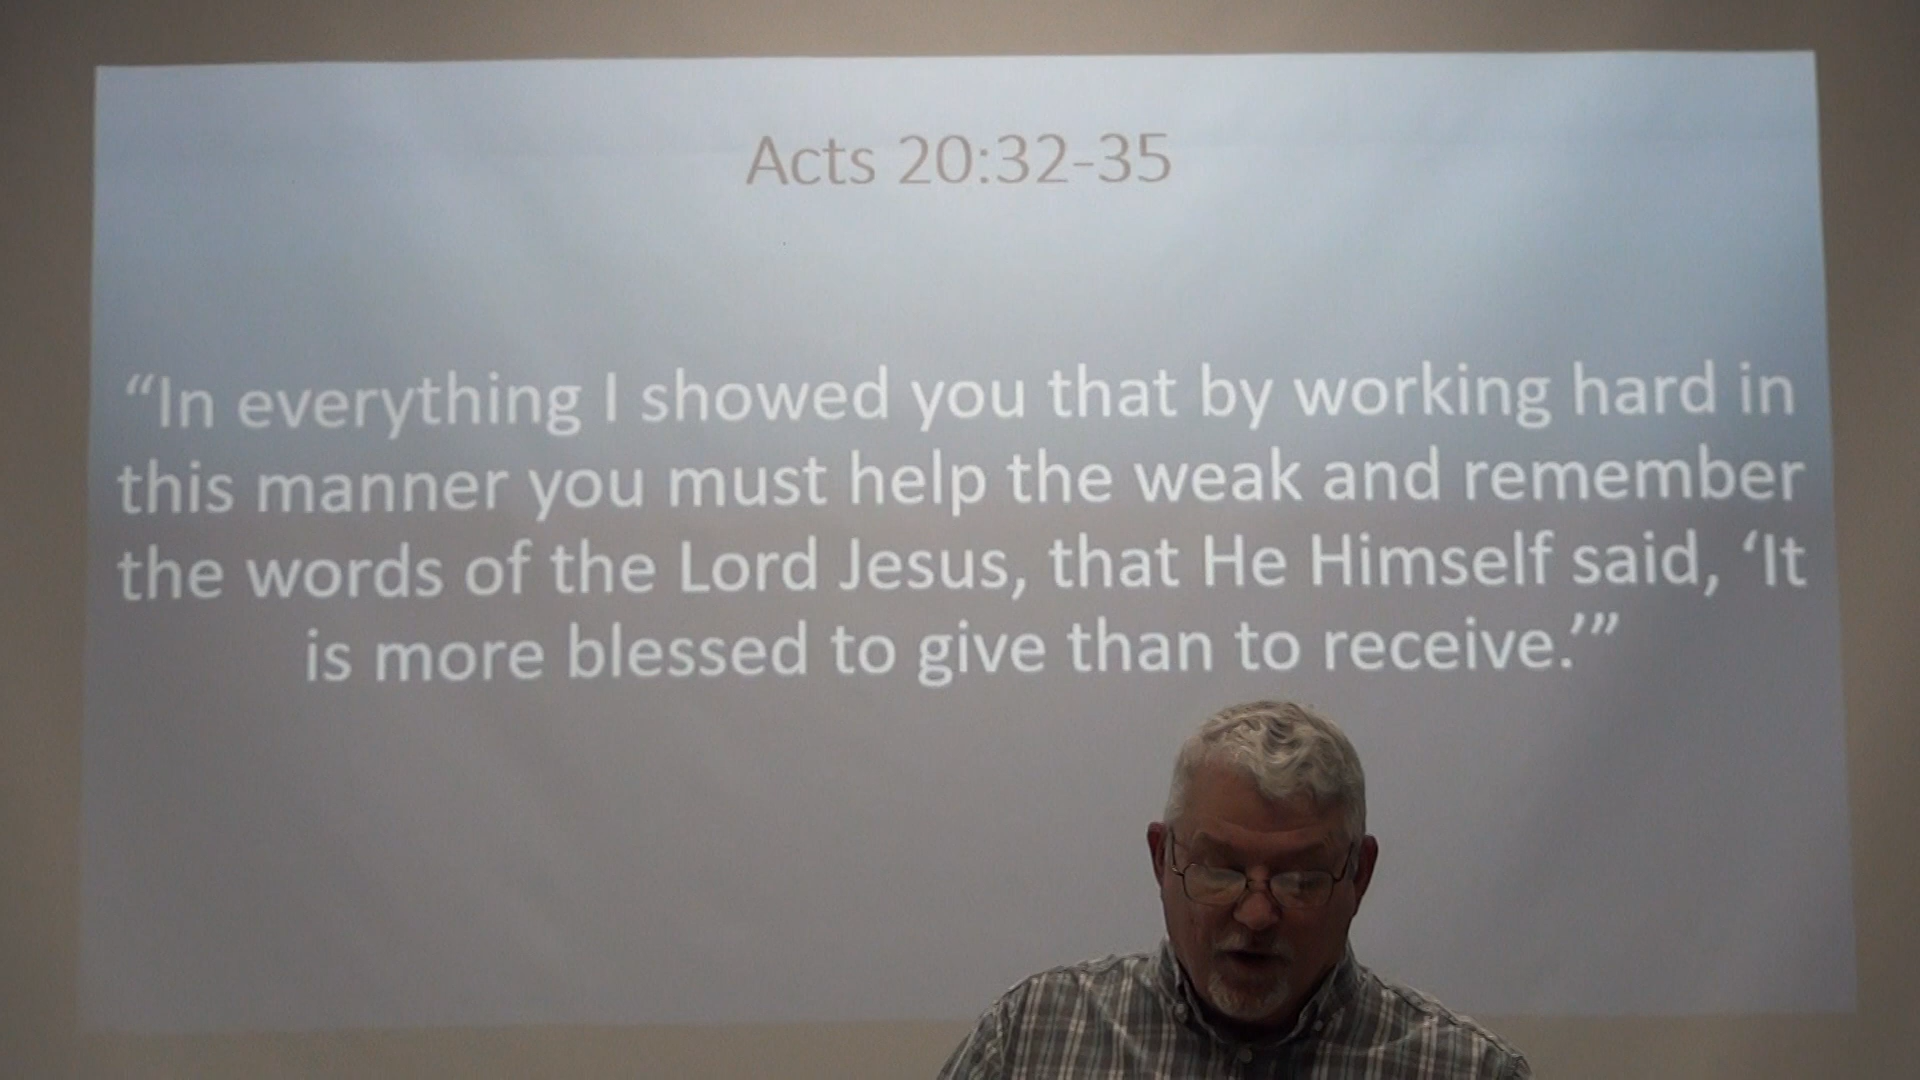 Acts 20:32-35
“In everything I showed you that by working hard in
this manner you must help the weak and remember
the words of the Lord Jesus, that He Himself said, ‘It
is more blessed to give than to receive.’”